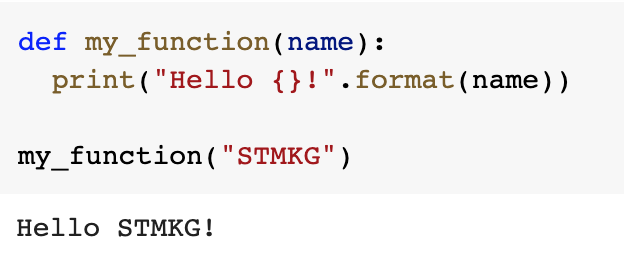 def my_function(name):
  print("Hello {}!".format(name))

my_function("STMKG")
Hello STMKG!